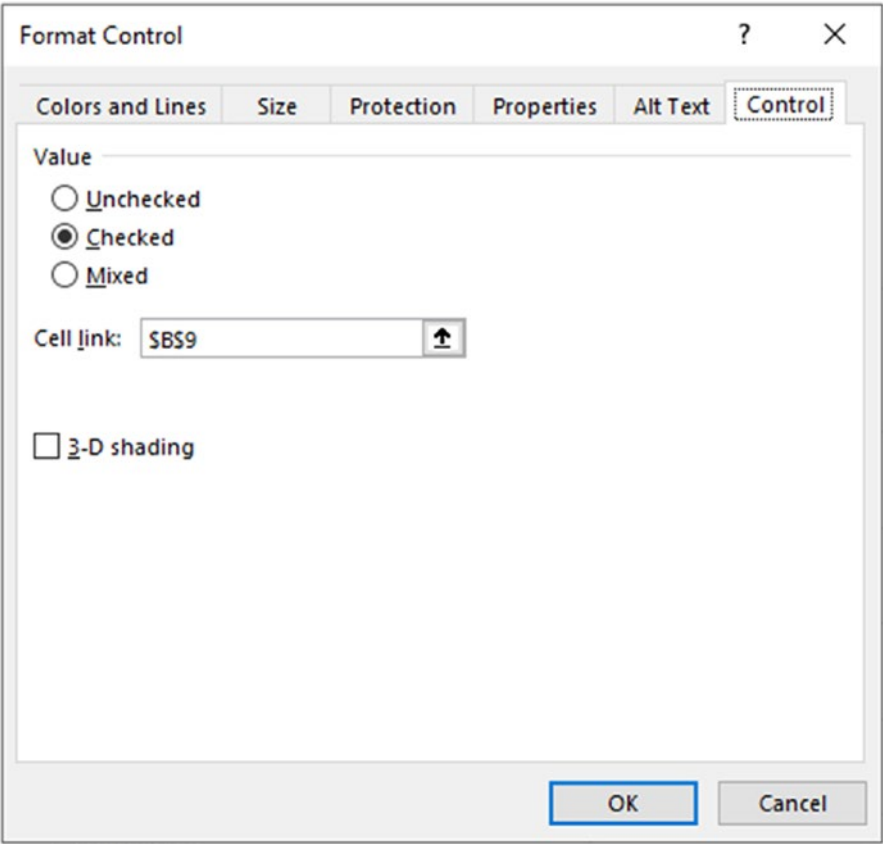 Format Control ?
Colors and Lines Size Protection Properties Alt Text Control
Value
Unchecked
Checked
Mixed
Cell link: $B$9
3-D shading
OK Cancel